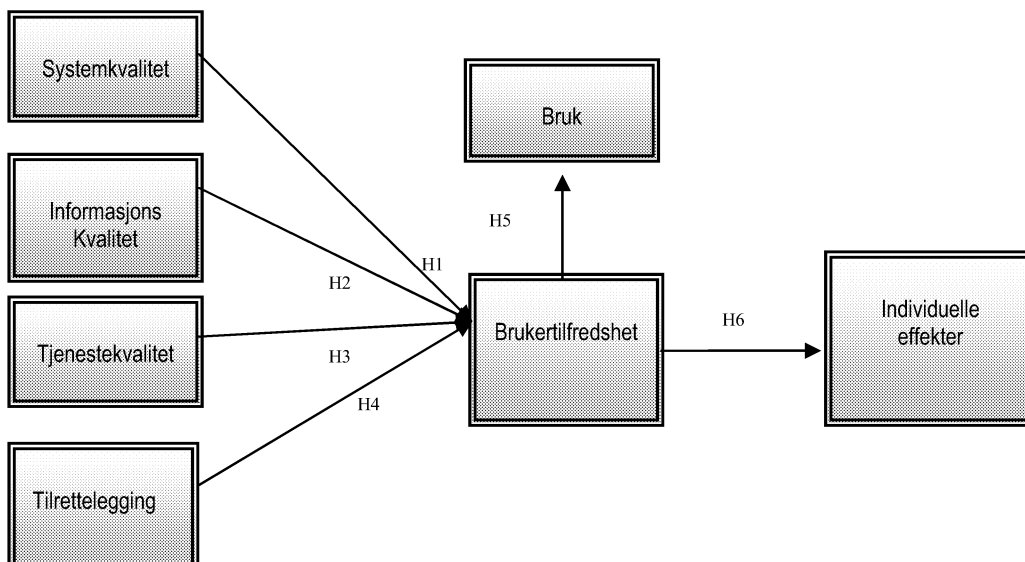 Systemkvalitet
Informasjons
Kvalitet
Tjenestekvalitet
Tilrettelegging
H1
H2
H3
H4
Bruk
H5
Brukertilfredshet
H6
Individuelle
effekter